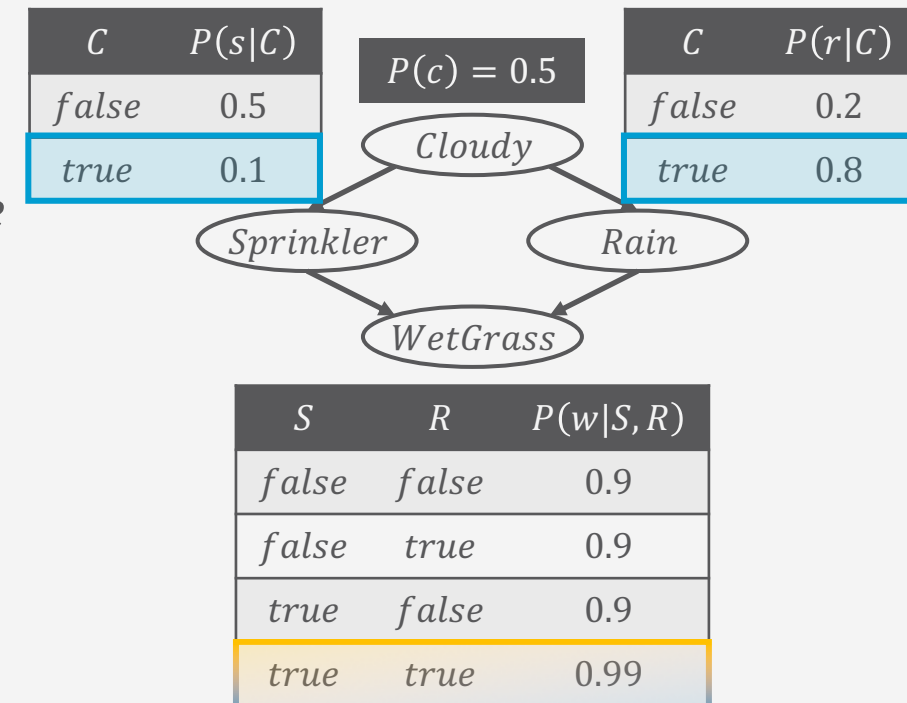 C P(s|C)
false 0.5
true 0.1
P(c) = 0.5
C P(r|C)
false 0.2
true 0.8
Cloudy
Sprinkler Rain
WetGrass
S R P(w|S, R)
false false 0.9
false true 0.9
true false 0.9
true true 0.99